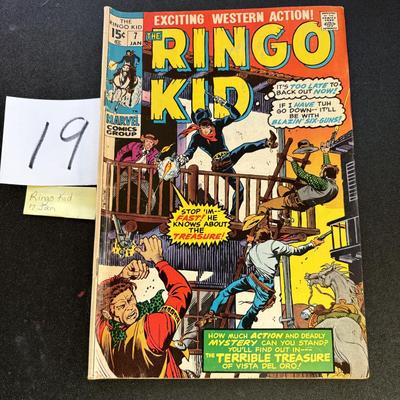 THE
RINGO KID
15¢
7
JAN
MARVEL
COMICS
GROUP
EXCITING WESTERN ACTION!
THE
RINGO
KID
IT'S TOO LATE TO
BACK OUT NOW!
IF I HAVE TUH
GO DOWN-- IT'LL
BE WITH
BLAZIN' SIX-GUNS!
STOP 'IM--
FAST! HE
KNOWS ABOUT
THE
TREASURE!
HOW MUCH ACTION AND DEADLY
MYSTERY CAN YOU STAND?
YOU'LL FIND OUT IN---
THE TERRIBLE TREASURE
OF VISTA DEL ORO!
19
Ringo Kid
Jan